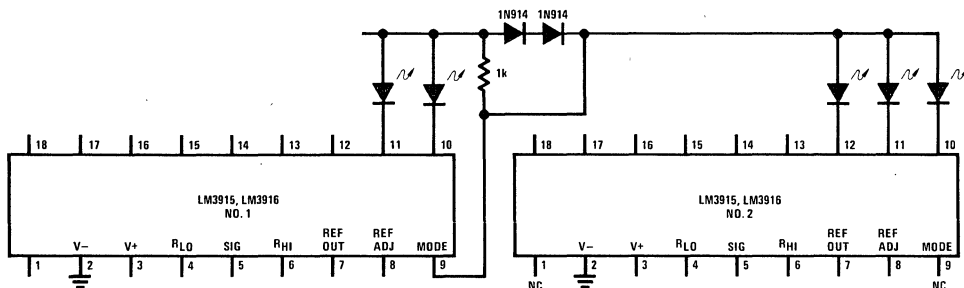 1N914 1N914
1k
18 17 16 15 14 13 12 11 10
LM3915, LM3916
NO. 1
V– V+ RLO SIG RHI REF OUT REF ADJ MODE
1 2 3 4 5 6 7 8 9
18 17 16 15 14 13 12 11 10
LM3915, LM3916
NO. 2
V– V+ RLO SIG RHI REF OUT REF ADJ MODE
1 2 3 4 5 6 7 8 9
NC NC